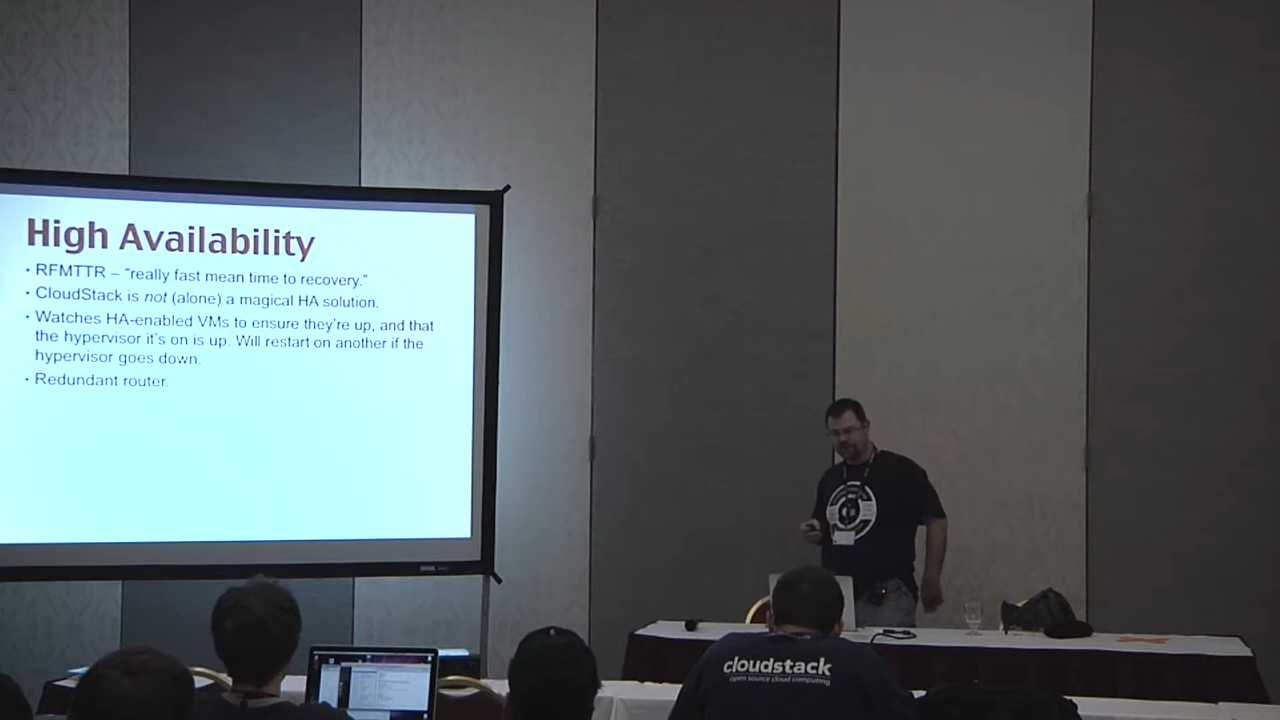 High Availability
• RFMTTR – “really fast mean time to recovery.”
• CloudStack is not (alone) a magical HA solution.
• Watches HA-enabled VMs to ensure they’re up, and that
the hypervisor it’s on is up. Will restart on another if the
hypervisor goes down.
• Redundant router.
cloudstack
open source cloud computing